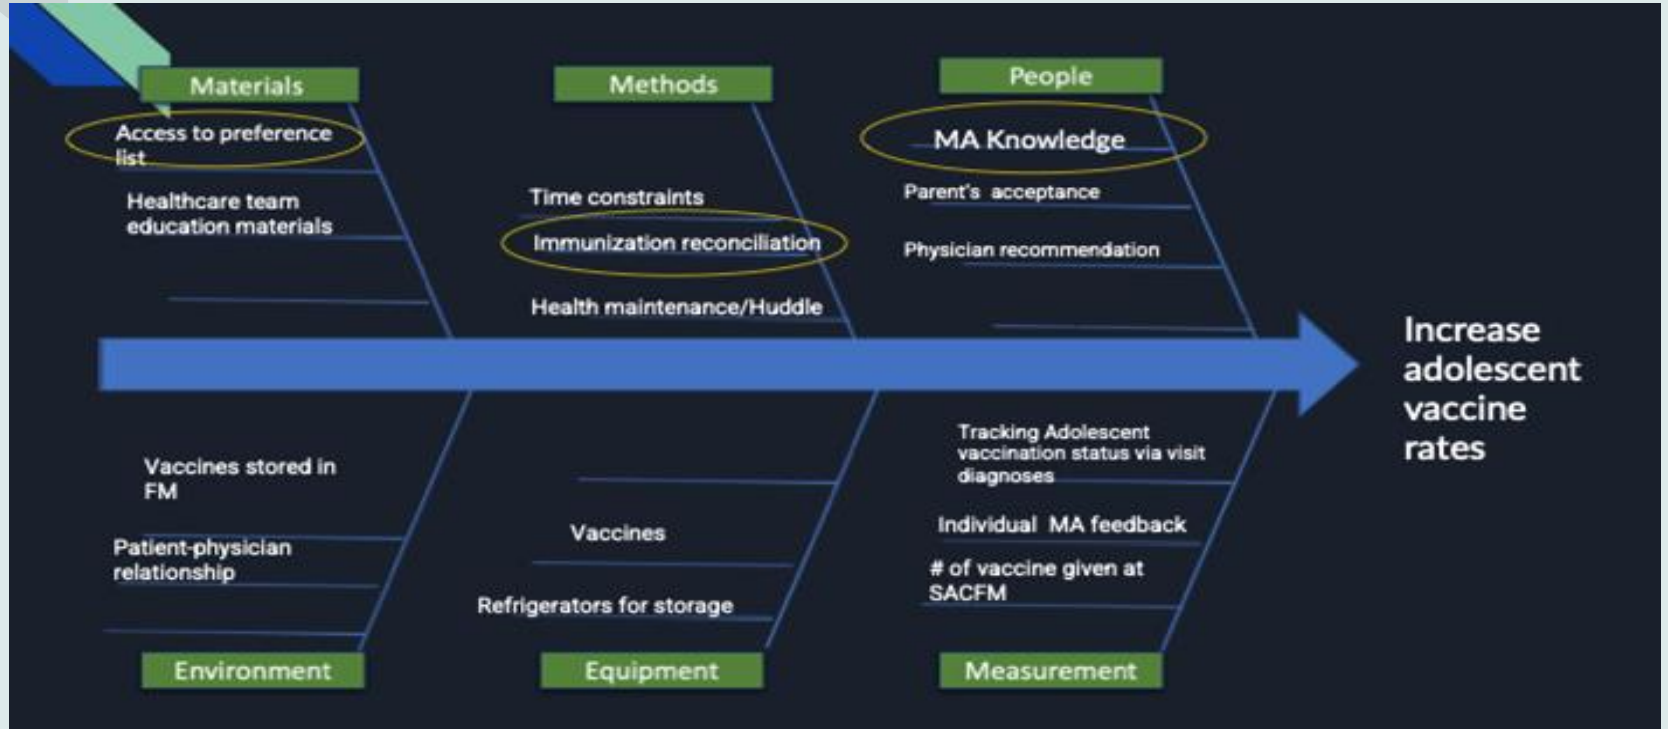 Materials
Access to preference
list
Healthcare team
education materials
Methods
Time constraints
Immunization reconciliation
Health maintenance/Huddle
People
MA Knowledge
Parent's acceptance
Physician recommendation
Increase
adolescent
vaccine
rates
Vaccines stored in
FM
Patient-physician
relationship
Environment
Vaccines
Refrigerators for storage
Equipment
Tracking Adolescent
vaccination status via visit
diagnoses
Individual MA feedback
# of vaccine given at
SACFM
Measurement